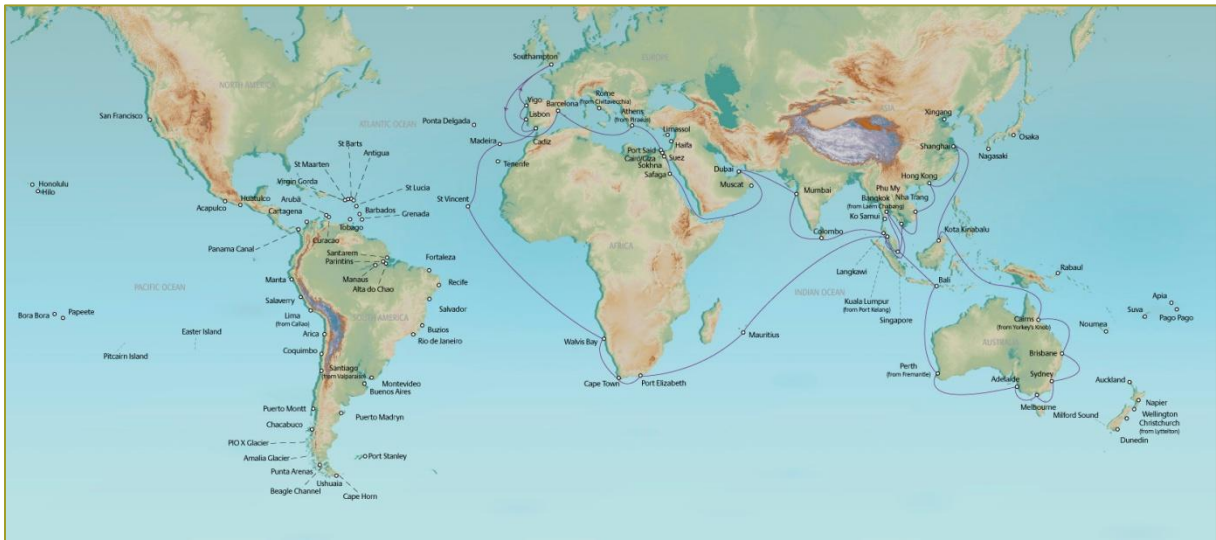 Southampton
EUROPE
NORTH AMERICA
ASIA
Vigo
Barcelona
Rome
(from Civitavecchia)
Lisbon
Athens
(from Piraeus)
Xingang
San Francisco
ATLANTIC OCEAN
Ponta Delgada
Limassol
Osaka
Madeira
Cadiz
Port Said
Haifa
Shanghai
Nagasaki
St Barts
Antigua
Cairo/Giza
Suez
St Maarten
Tenerife
Sokhna
Safaga
Dubai
Hong Kong
Virgin Gorda
St Lucia
Muscat
Mumbai
Phu My
Honolulu
Hilo
Huatulco
Aruba
Bangkok
(from Laem Chabang)
Nha Trang
Acapulco
Cartagena
Barbados
Grenada
St Vincent
Ko Samui
Tobago
Panama Canal
Curacao
Colombo
Kota Kinabalu
Santarem
Parintins
Fortaleza
AFRICA
Manaus
Alta do Chao
Langkawi
Rabaul
Manta
Recife
PACIFIC OCEAN
INDIAN OCEAN
Bali
Salaverry
Salvador
Kuala Lumpur
(from Port Kelang)
Singapore
Apia
Suva
Pago Pago
Lima
(from Callao)
SOUTH AMERICA
Bora Bora
Papeete
Cairns
(from Yorkey's Knob)
Noumea
Easter Island
Arica
Buzios
Rio de Janeiro
Mauritius
Walvis Bay
AUSTRALIA
Pitcairn Island
Coquimbo
Brisbane
Santiago
(from Valparaiso)
Perth
(from Fremantle)
Montevideo
Buenos Aires
Cape Town
Port Elizabeth
Adelaide
Sydney
Auckland
Puerto Montt
Puerto Madryn
Melbourne
Milford Sound
Napier
Wellington
Christchurch
(from Lyttelton)
Chacabuco
Dunedin
PIO X Glacier
Amalia Glacier
Port Stanley
Punta Arenas
Ushuaia
Beagle Channel
Cape Horn